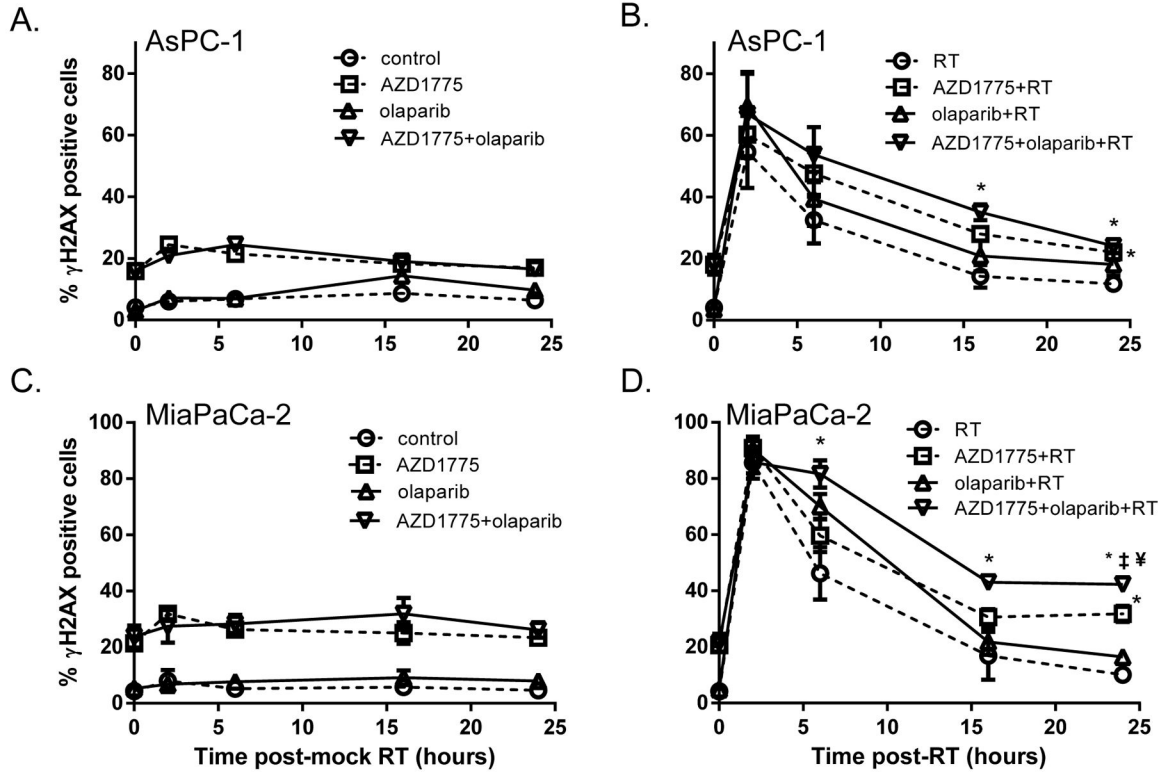 A.
AsPC-1
% γH2AX positive cells
80
60
40
20
0
0 5 10 15 20 25
control
AZD1775
olaparib
AZD1775+olaparib
B.
AsPC-1
80
60
40
20
0
0 5 10 15 20 25
RT
AZD1775+RT
olaparib+RT
AZD1775+olaparib+RT
*
*
*
C.
MiaPaCa-2
% γH2AX positive cells
100
80
60
40
20
0
0 5 10 15 20 25
Time post-mock RT (hours)
control
AZD1775
olaparib
AZD1775+olaparib
D.
MiaPaCa-2
100
80
60
40
20
0
0 5 10 15 20 25
Time post-RT (hours)
RT
AZD1775+RT
olaparib+RT
AZD1775+olaparib+RT
*
*
* ‡ ¥
*